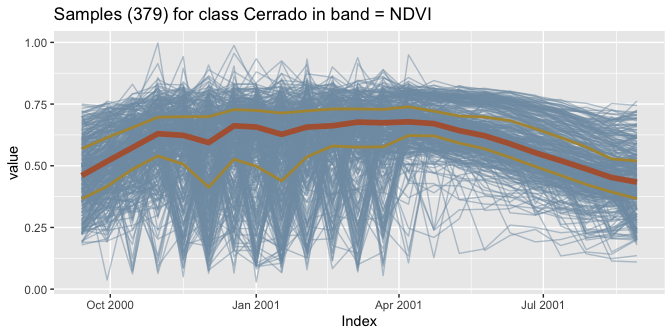 Samples (379) for class Cerrado in band = NDVI
1.00
0.75
0.50
0.25
0.00
value
Oct 2000 Jan 2001 Apr 2001 Jul 2001
Index